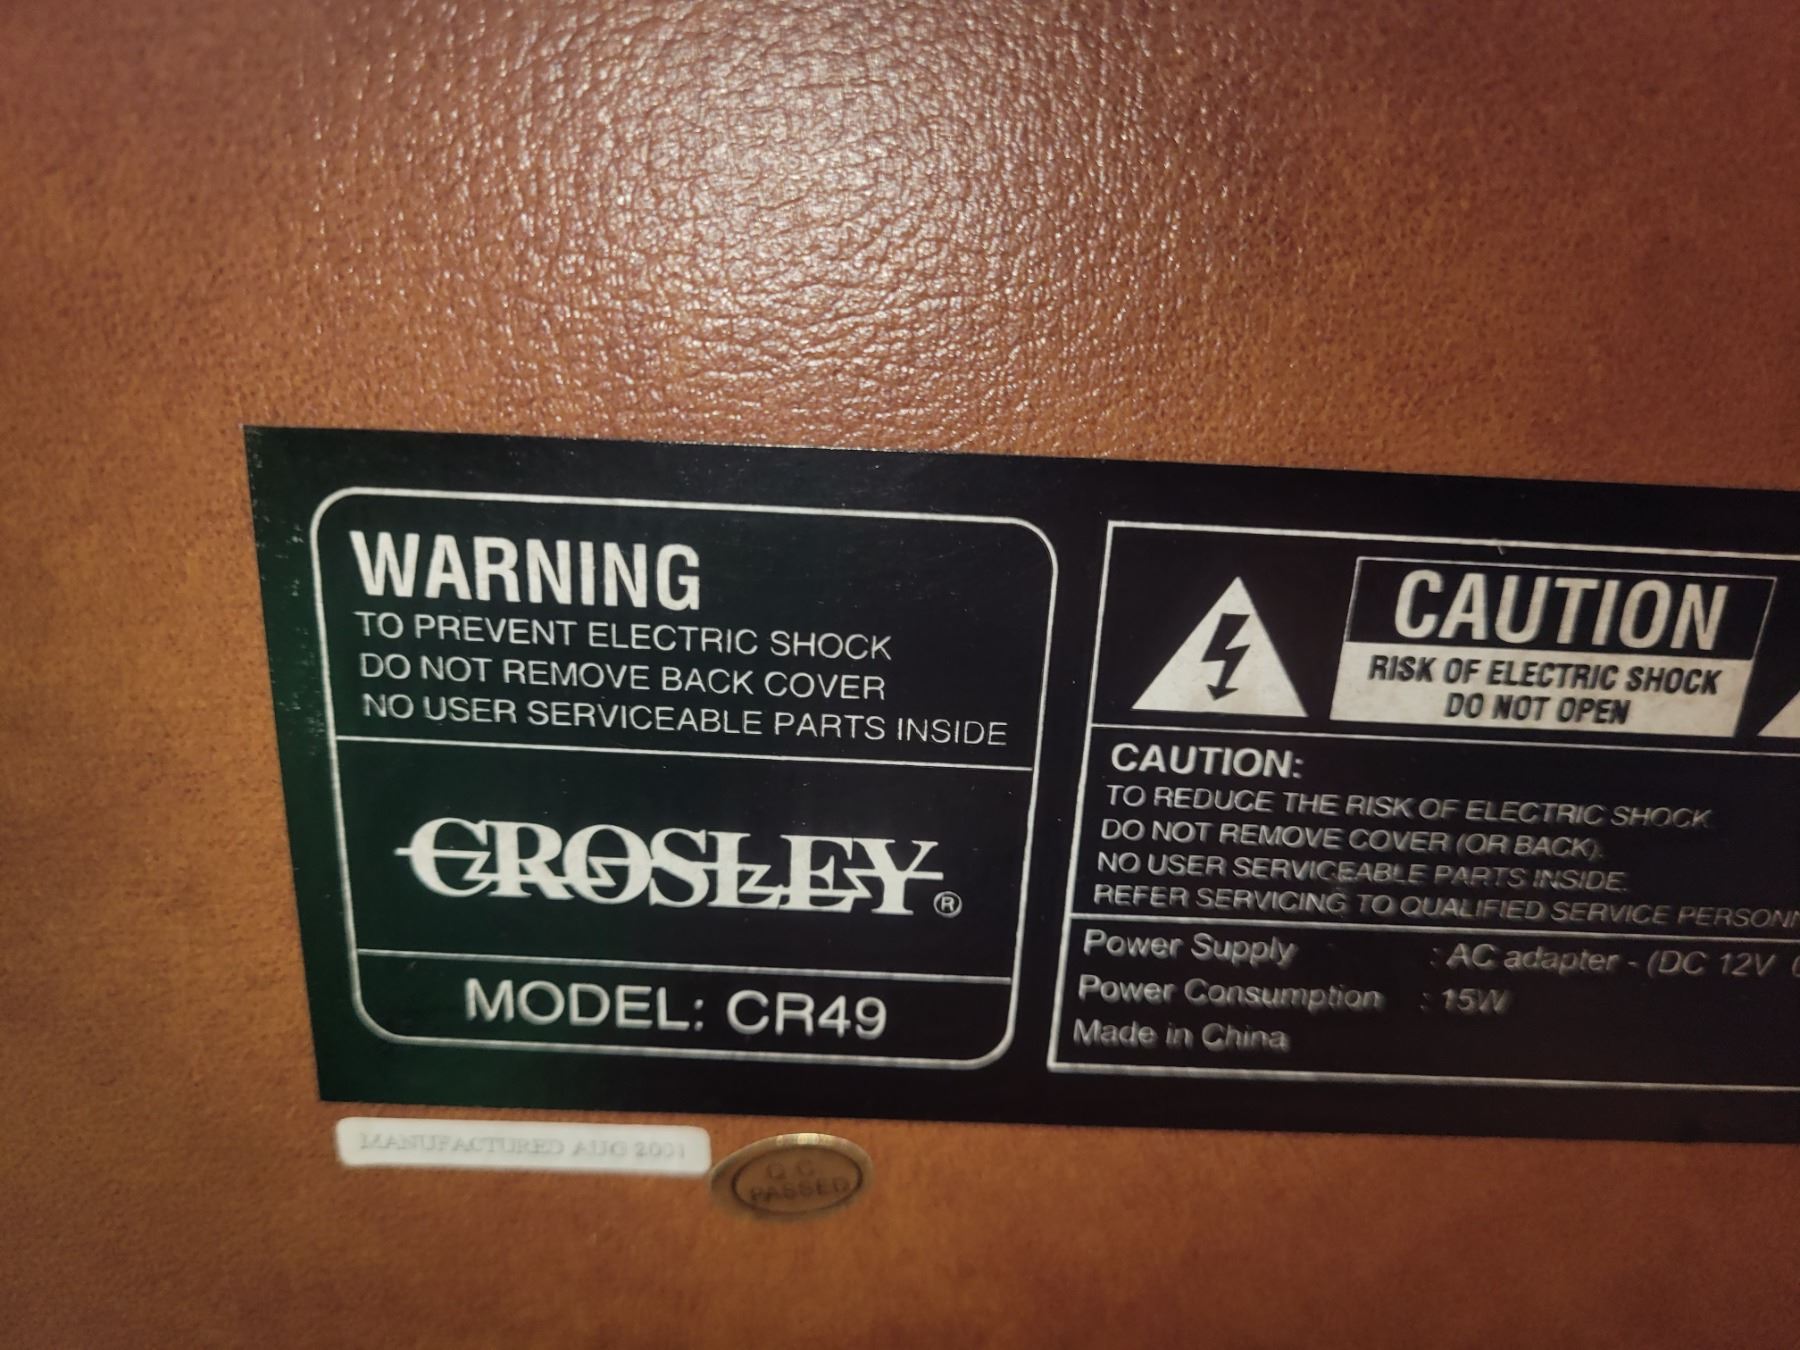 WARNING
TO PREVENT ELECTRIC SHOCK
DO NOT REMOVE BACK COVER
NO USER SERVICEABLE PARTS INSIDE
CROSLEY®
MODEL: CR49
CAUTION
RISK OF ELECTRIC SHOCK
DO NOT OPEN
CAUTION:
TO REDUCE THE RISK OF ELECTRIC SHOCK
DO NOT REMOVE COVER (OR BACK).
NO USER SERVICEABLE PARTS INSIDE.
REFER SERVICING TO QUALIFIED SERVICE PERSONN
Power Supply : AC adapter - (DC 12V
Power Consumption : 15W
Made in China
MANUFACTURED AUG 2001
Q.C.
PASSED